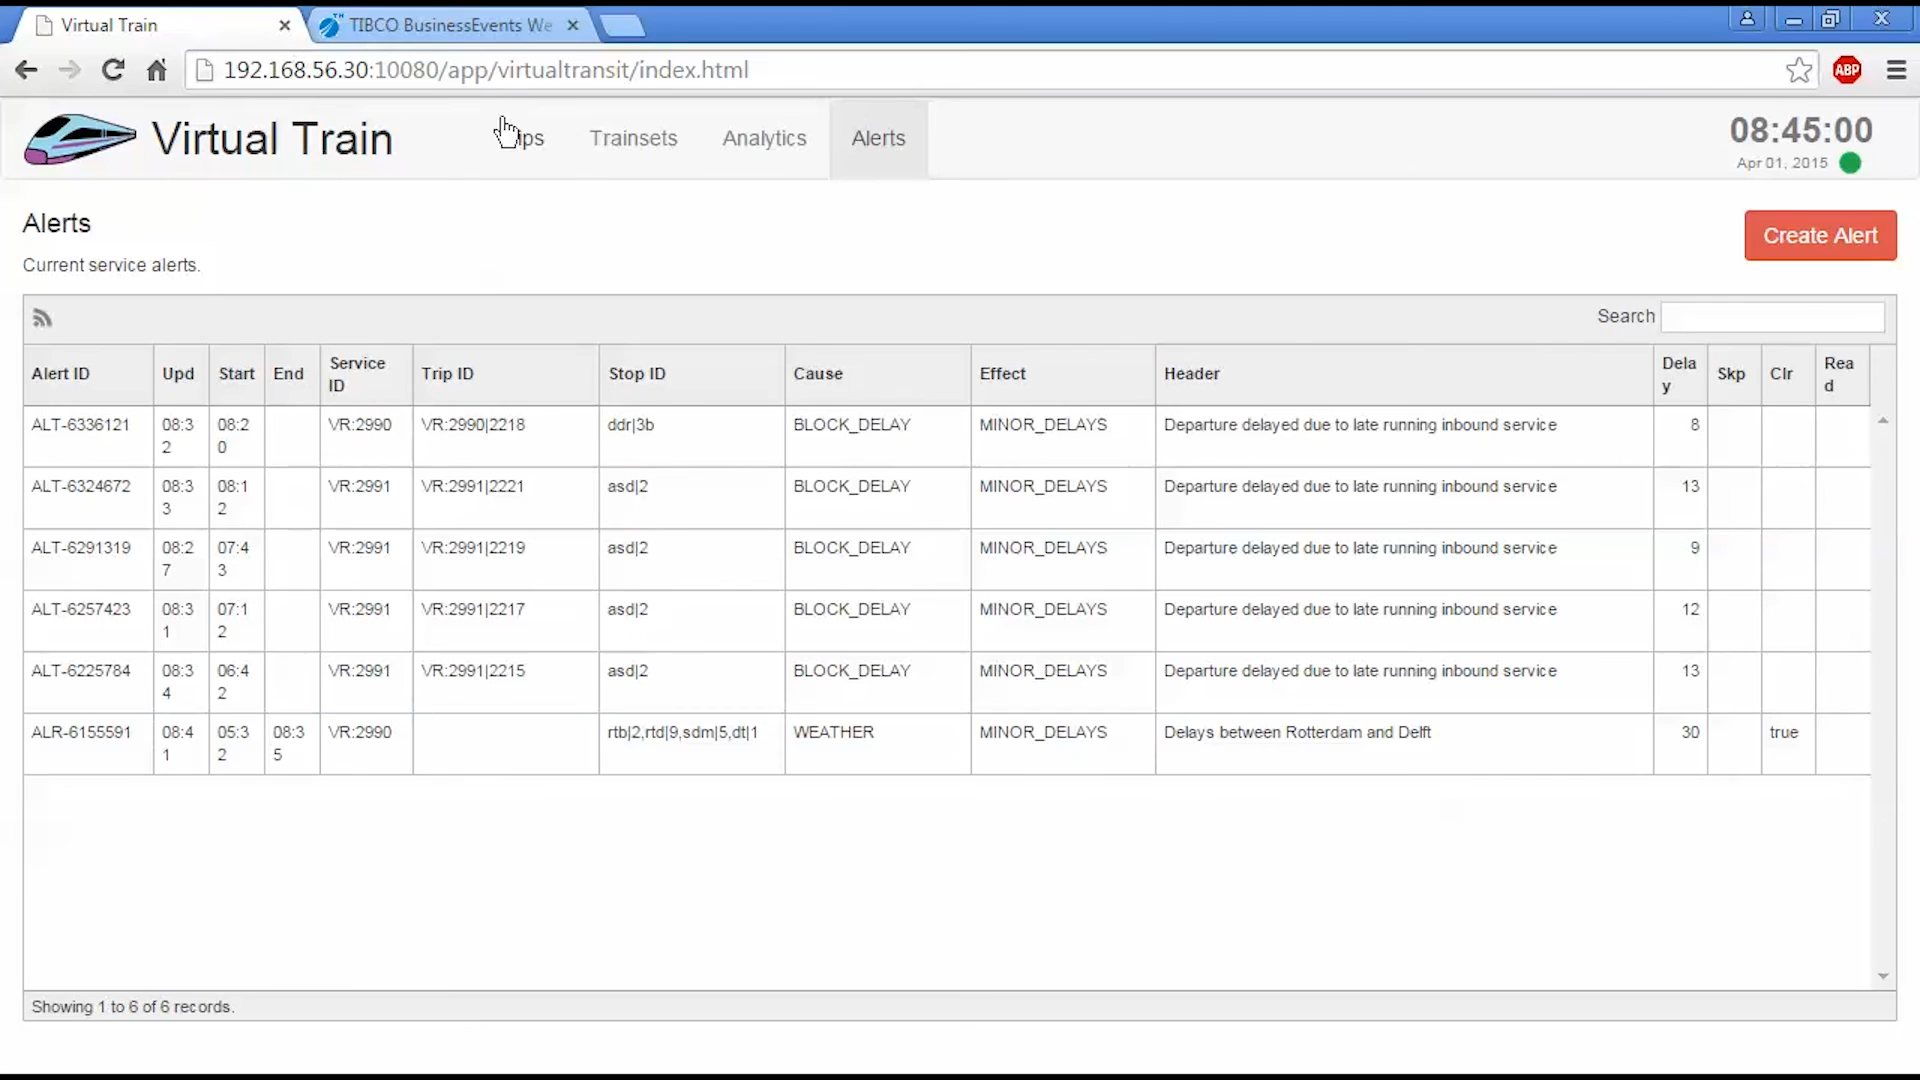 Virtual Train
TIBCO BusinessEvents We
192.168.56.30:10080/app/virtualtransit/index.html
ABP
Virtual Train
Trainsets
Analytics
Alerts
08:45:00
Apr 01, 2015
Alerts
Create Alert
Current service alerts.
Search
Alert ID Upd Start End Service ID Trip ID Stop ID Cause Effect Header Delay Skp Clr Read
ALT-6336121 08:32 08:20 VR:2990 VR:2990|2218 ddr|3b BLOCK_DELAY MINOR_DELAYS Departure delayed due to late running inbound service 8
ALT-6324672 08:33 08:12 VR:2991 VR:2991|2221 asd|2 BLOCK_DELAY MINOR_DELAYS Departure delayed due to late running inbound service 13
ALT-6291319 08:27 07:43 VR:2991 VR:2991|2219 asd|2 BLOCK_DELAY MINOR_DELAYS Departure delayed due to late running inbound service 9
ALT-6257423 08:31 07:12 VR:2991 VR:2991|2217 asd|2 BLOCK_DELAY MINOR_DELAYS Departure delayed due to late running inbound service 12
ALT-6225784 08:34 06:42 VR:2991 VR:2991|2215 asd|2 BLOCK_DELAY MINOR_DELAYS Departure delayed due to late running inbound service 13
ALR-6155591 08:41 05:32 08:35 VR:2990 rtb|2,rtd|9,sdm|5,dt|1 WEATHER MINOR_DELAYS Delays between Rotterdam and Delft 30 true
Showing 1 to 6 of 6 records.